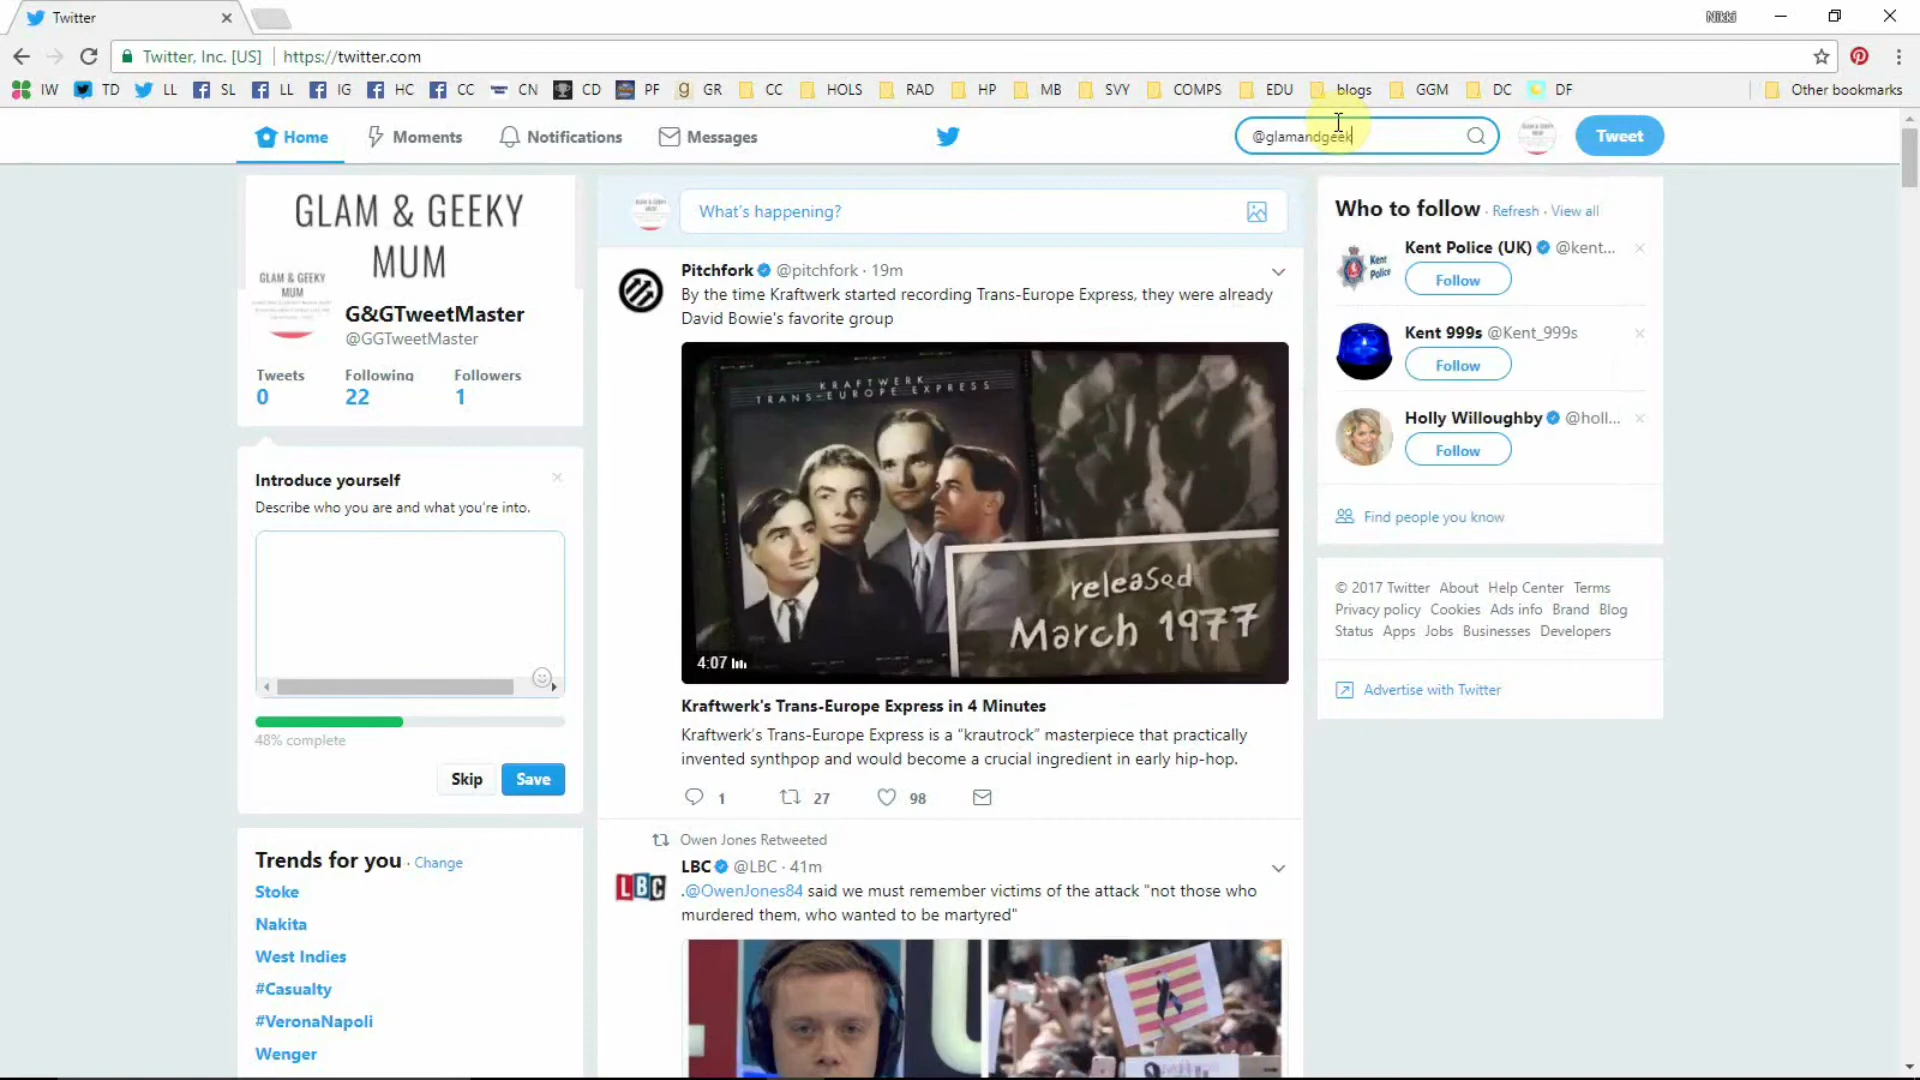 Twitter
Nikki
Twitter, Inc. [US]
https://twitter.com
IW TD LL SL LL IG HC CC CN CD PF GR CC HOLS RAD HP MB SVY COMPS EDU blogs GGM DC DF Other bookmarks
Home Moments Notifications Messages
@glamandgeek
Tweet
GLAM & GEEKY
MUM
GLAM & GEEKY
MUM
G&GTweetMaster
@GGTweetMaster
Tweets Following Followers
0 22 1
Introduce yourself
Describe who you are and what you're into.
48% complete
Skip Save
Trends for you · Change
Stoke
Nakita
West Indies
#Casualty
#VeronaNapoli
Wenger
What's happening?
Pitchfork @pitchfork · 19m
By the time Kraftwerk started recording Trans-Europe Express, they were already
David Bowie's favorite group
KRAFTWERK
TRANS-EUROPE EXPRESS
released
March 1977
4:07
Kraftwerk's Trans-Europe Express in 4 Minutes
Kraftwerk's Trans-Europe Express is a “krautrock” masterpiece that practically
invented synthpop and would become a crucial ingredient in early hip-hop.
1 27 98
Owen Jones Retweeted
LBC
LBC @LBC · 41m
.@OwenJones84 said we must remember victims of the attack "not those who
murdered them, who wanted to be martyred"
Who to follow · Refresh · View all
Kent
Police
Kent Police (UK) @kent...
Follow
Kent 999s @Kent_999s
Follow
Holly Willoughby @holl...
Follow
Find people you know
© 2017 Twitter About Help Center Terms
Privacy policy Cookies Ads info Brand Blog
Status Apps Jobs Businesses Developers
Advertise with Twitter